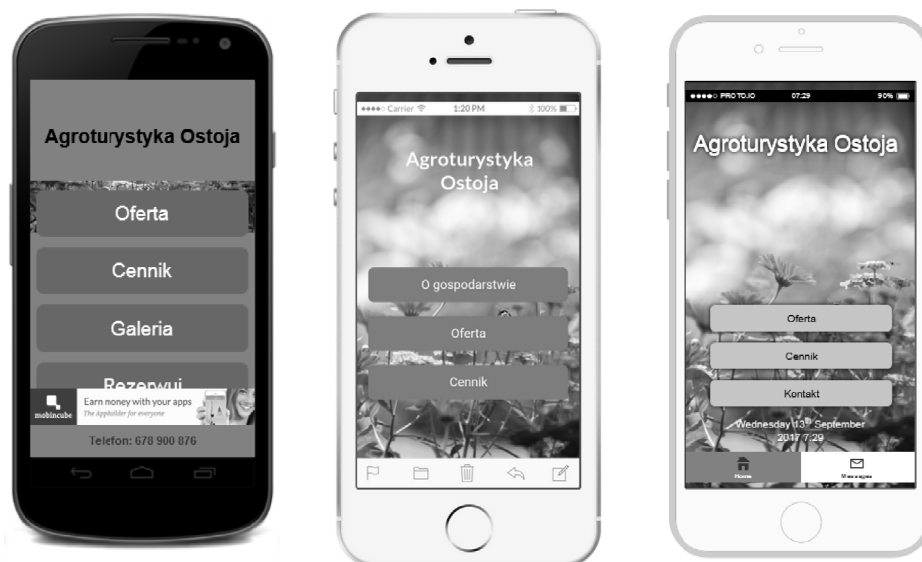 Agroturystyka Ostoja
Oferta
Cennik
Galeria
Rezerwuj
mobincube
Earn money with your apps
The Appbilder for everyone
Telefon: 678 900 876
Carrier
1:20 PM
100%
Agroturystyka
Ostoja
O gospodarstwie
Oferta
Cennik
PROTO.IO
07:29
90%
Agroturystyka Ostoja
Oferta
Cennik
Kontakt
Wednesday 13th September
2017 7:29
Home
Messages